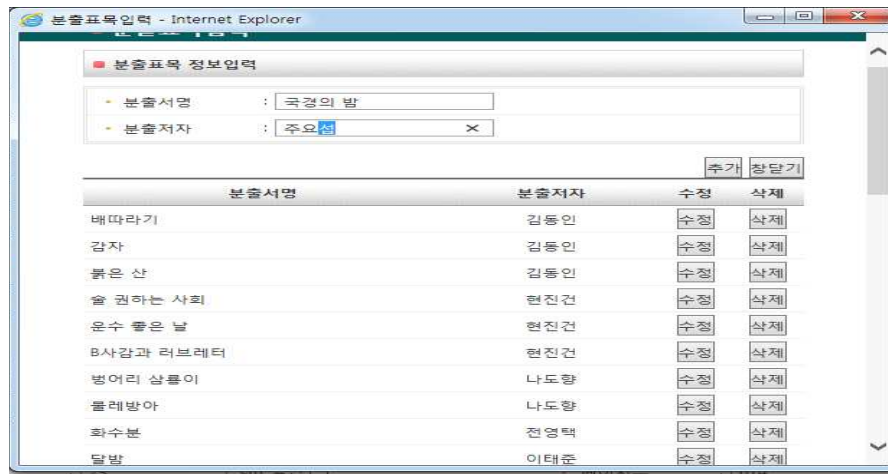 분출표목입력 - Internet Explorer
분출표목 정보입력
분출서명 : 국경의 밤
분출저자 : 주요섭
추가 창닫기
분출서명 분출저자 수정 삭제
배따라기 김동인 수정 삭제
감자 김동인 수정 삭제
붉은 산 김동인 수정 삭제
술 권하는 사회 현진건 수정 삭제
운수 좋은 날 현진건 수정 삭제
B사감과 러브레터 현진건 수정 삭제
벙어리 삼룡이 나도향 수정 삭제
물레방아 나도향 수정 삭제
화수분 전영택 수정 삭제
달밤 이태준 수정 삭제